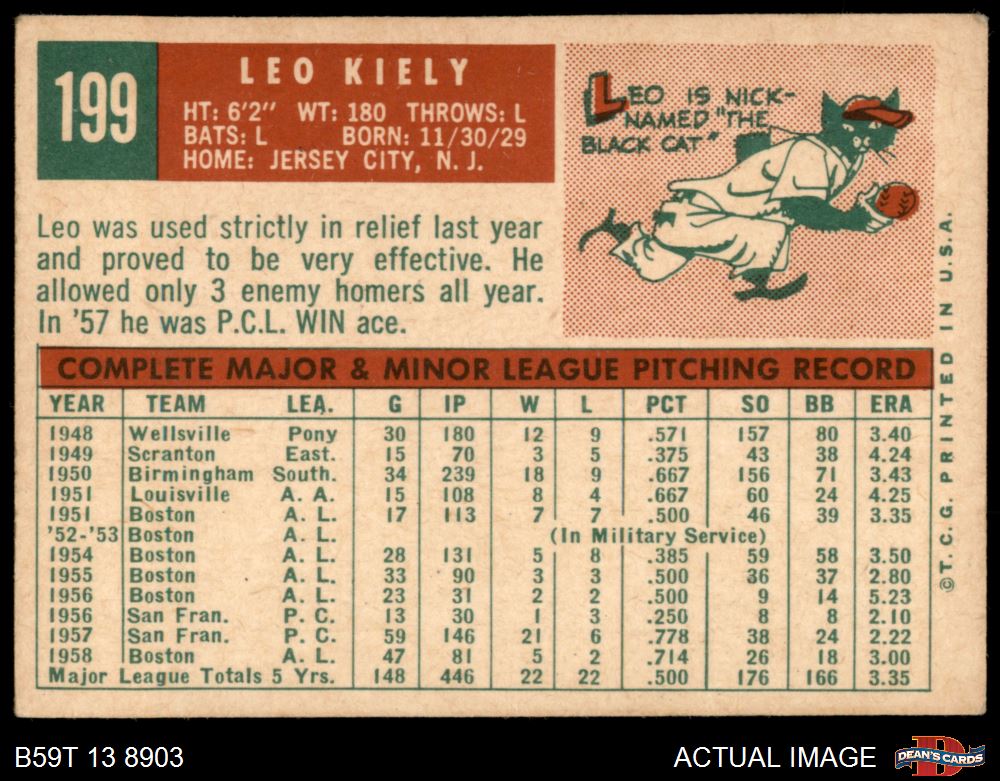 199
LEO KIELY
HT: 6'2" WT: 180 THROWS: L
BATS: L BORN: 11/30/29
HOME: JERSEY CITY, N. J.
LEO IS NICK-
NAMED "THE
BLACK CAT"
Leo was used strictly in relief last year
and proved to be very effective. He
allowed only 3 enemy homers all year.
In '57 he was P.C.L. WIN ace.
COMPLETE MAJOR & MINOR LEAGUE PITCHING RECORD
YEAR TEAM LEA. G IP W L PCT SO BB ERA
1948 Wellsville Pony 30 180 12 9 .571 157 80 3.40
1949 Scranton East. 15 70 3 5 .375 43 38 4.24
1950 Birmingham South. 34 239 18 9 .667 156 71 3.43
1951 Louisville A. A. 15 108 8 4 .667 60 24 4.25
1951 Boston A. L. 17 113 7 7 .500 46 39 3.35
'52-'53 Boston A. L. (In Military Service)
1954 Boston A. L. 28 131 5 8 .385 59 58 3.50
1955 Boston A. L. 33 90 3 3 .500 36 37 2.80
1956 Boston A. L. 23 31 2 2 .500 9 14 5.23
1956 San Fran. P. C. 13 30 1 3 .250 8 8 2.10
1957 San Fran. P. C. 59 146 21 6 .778 38 24 2.22
1958 Boston A. L. 47 81 5 2 .714 26 18 3.00
Major League Totals 5 Yrs. 148 446 22 22 .500 176 166 3.35
©T. C. G. PRINTED IN U.S.A.
B59T 13 8903
ACTUAL IMAGE
D
DEAN'S CARDS